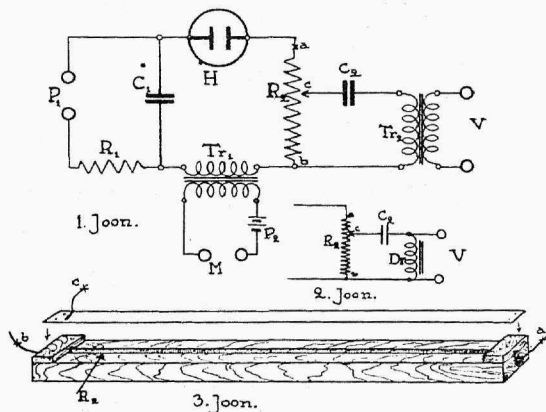 a
H
C₁
P₁
R₂
c
C₂
Tr₂
V
R₁
Tr₁
b
1. Joon.
P₂
M
a
R₂
c
C₂
Dr
V
2. Joon.
c
b
a
R₂
3. Joon.